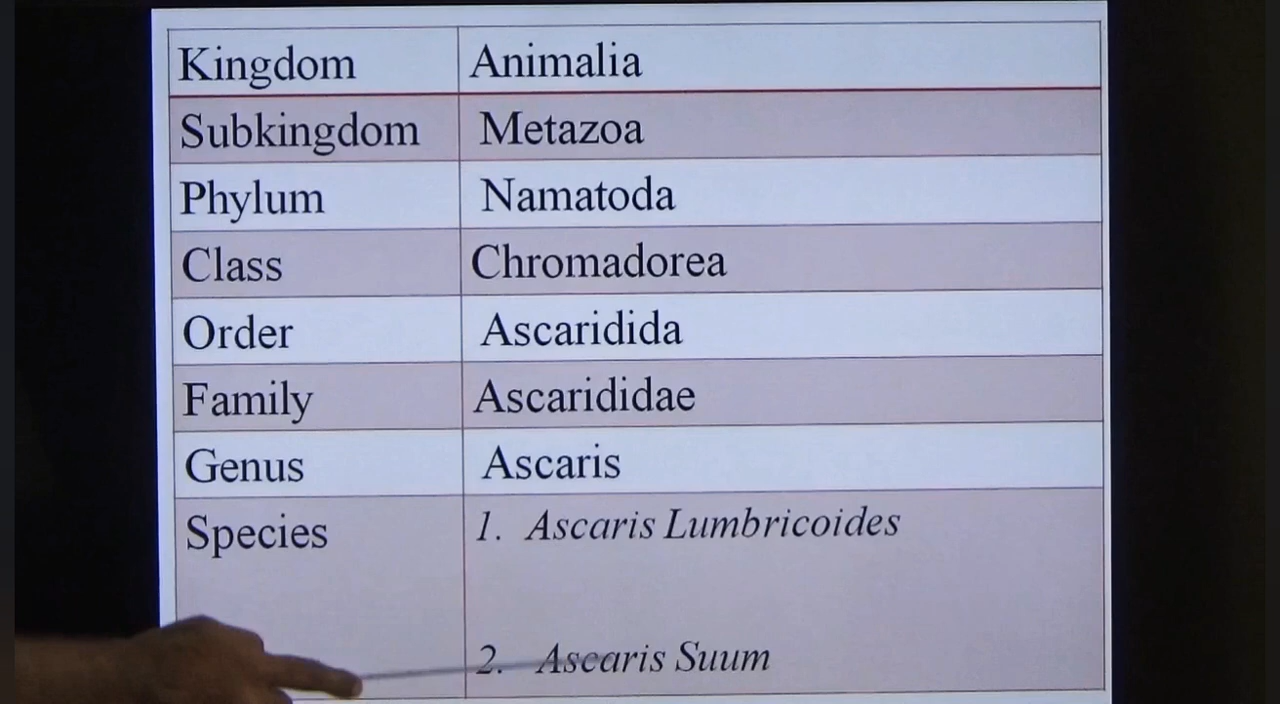 Kingdom Animalia
Subkingdom Metazoa
Phylum Namatoda
Class Chromadorea
Order Ascaridida
Family Ascarididae
Genus Ascaris
Species 1. Ascaris Lumbricoides
2. Ascaris Suum